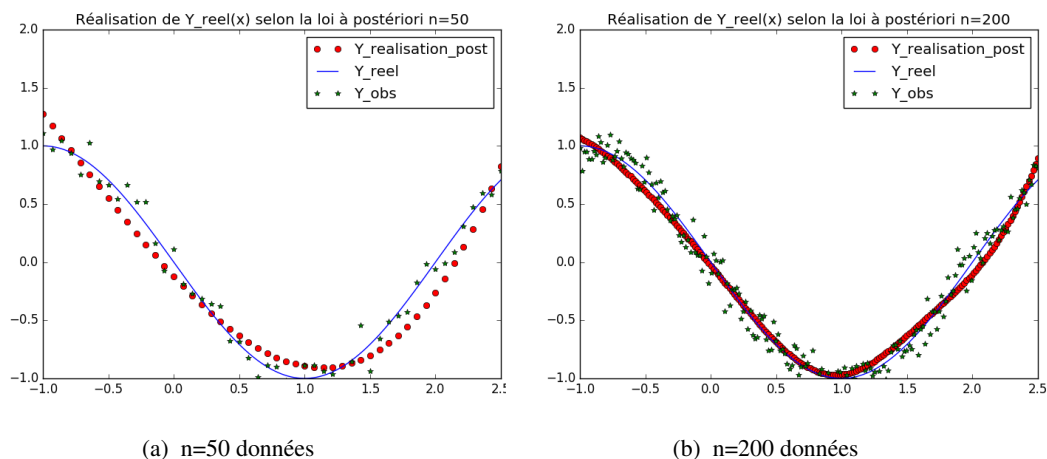 Réalisation de Y_reel(x) selon la loi à postériori n=50
2.0
1.5
1.0
0.5
0.0
−0.5
−1.0
−1.0 −0.5 0.0 0.5 1.0 1.5 2.0 2.5
Y_realisation_post
Y_reel
Y_obs
(a) n=50 données
Réalisation de Y_reel(x) selon la loi à postériori n=200
2.0
1.5
1.0
0.5
0.0
−0.5
−1.0
−1.0 −0.5 0.0 0.5 1.0 1.5 2.0 2.5
Y_realisation_post
Y_reel
Y_obs
(b) n=200 données